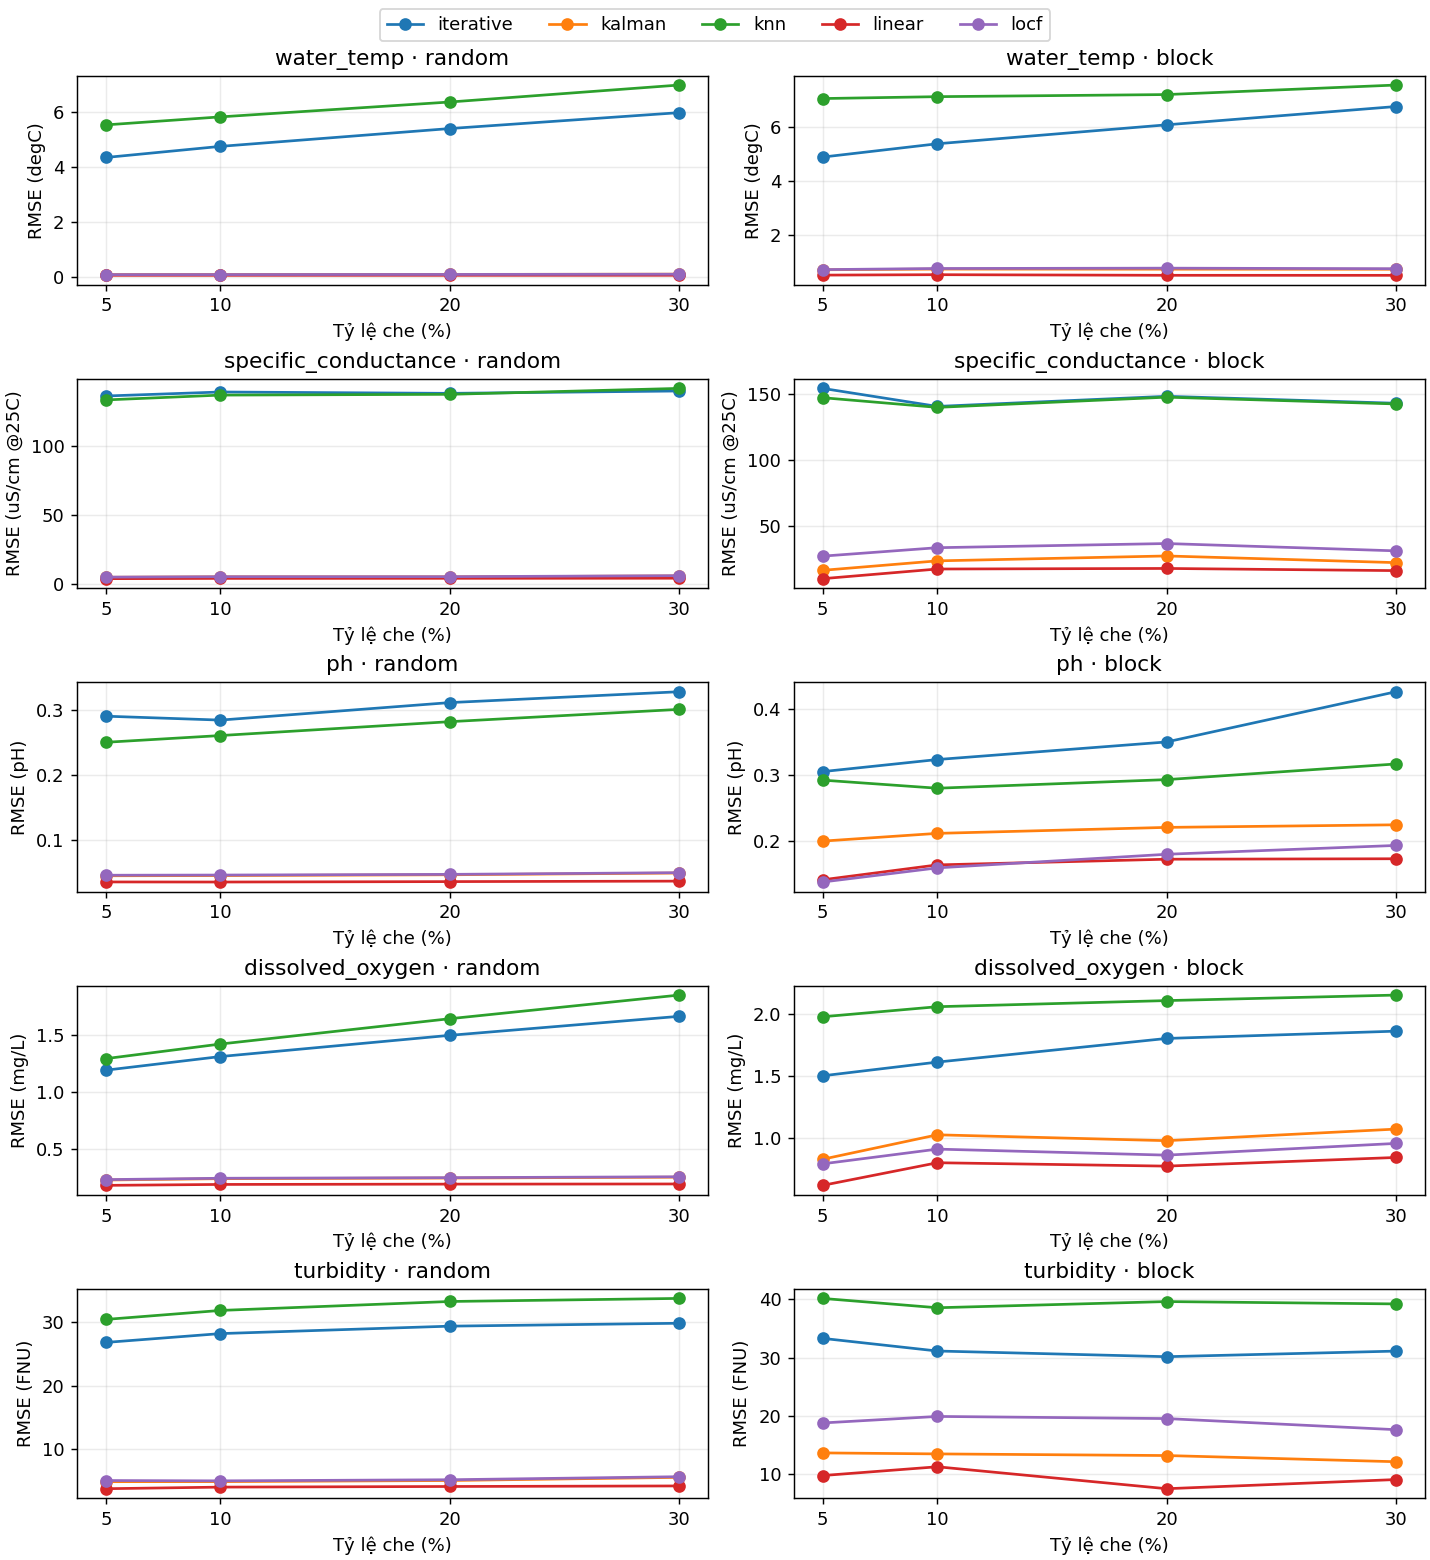 iterative kalman knn linear locf
water_temp · random
RMSE (degC)
6
4
2
0
5 10 20 30
Tỷ lệ che (%)
water_temp · block
RMSE (degC)
6
4
2
5 10 20 30
Tỷ lệ che (%)
specific_conductance · random
RMSE (uS/cm @25C)
100
50
0
5 10 20 30
Tỷ lệ che (%)
specific_conductance · block
RMSE (uS/cm @25C)
150
100
50
5 10 20 30
Tỷ lệ che (%)
ph · random
RMSE (pH)
0.3
0.2
0.1
5 10 20 30
Tỷ lệ che (%)
ph · block
RMSE (pH)
0.4
0.3
0.2
5 10 20 30
Tỷ lệ che (%)
dissolved_oxygen · random
RMSE (mg/L)
1.5
1.0
0.5
5 10 20 30
Tỷ lệ che (%)
dissolved_oxygen · block
RMSE (mg/L)
2.0
1.5
1.0
5 10 20 30
Tỷ lệ che (%)
turbidity · random
RMSE (FNU)
30
20
10
5 10 20 30
Tỷ lệ che (%)
turbidity · block
RMSE (FNU)
40
30
20
10
5 10 20 30
Tỷ lệ che (%)